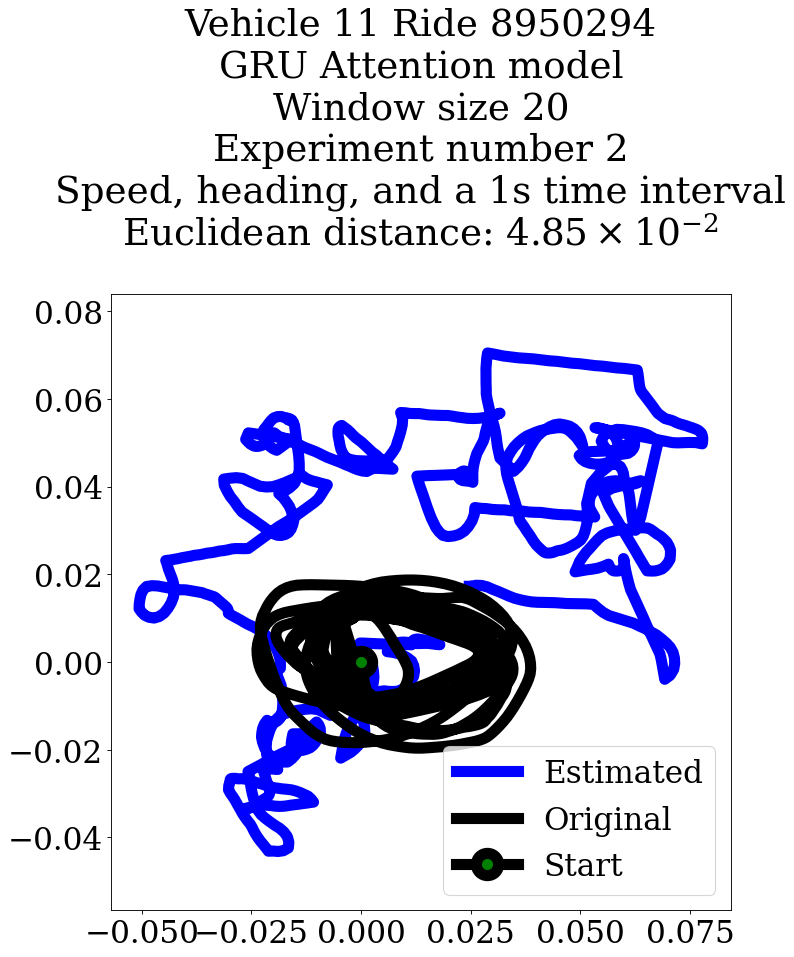 Vehicle 11 Ride 8950294
GRU Attention model
Window size 20
Experiment number 2
Speed, heading, and a 1s time interval
Euclidean distance: 4.85 × 10⁻²
0.08
0.06
0.04
0.02
0.00
−0.02
−0.04
Estimated
Original
Start
−0.050 −0.025 0.000 0.025 0.050 0.075